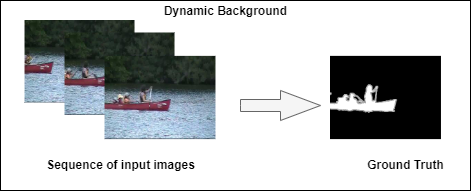 Dynamic Background
Sequence of input images
Ground Truth